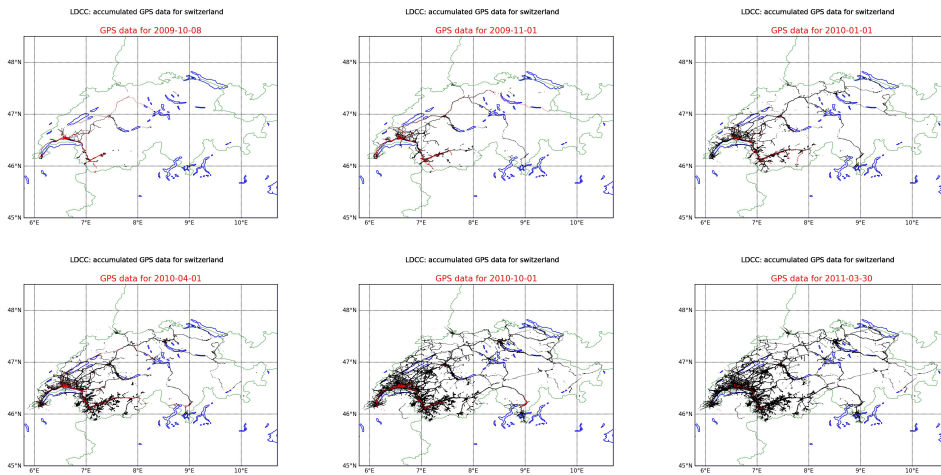 LDCC: accumulated GPS data for switzerland
GPS data for 2009-10-08
48°N
47°N
46°N
45°N
6°E 7°E 8°E 9°E 10°E
LDCC: accumulated GPS data for switzerland
GPS data for 2009-11-01
48°N
47°N
46°N
45°N
6°E 7°E 8°E 9°E 10°E
LDCC: accumulated GPS data for switzerland
GPS data for 2010-01-01
48°N
47°N
46°N
45°N
6°E 7°E 8°E 9°E 10°E
LDCC: accumulated GPS data for switzerland
GPS data for 2010-04-01
48°N
47°N
46°N
45°N
6°E 7°E 8°E 9°E 10°E
LDCC: accumulated GPS data for switzerland
GPS data for 2010-10-01
48°N
47°N
46°N
45°N
6°E 7°E 8°E 9°E 10°E
LDCC: accumulated GPS data for switzerland
GPS data for 2011-03-30
48°N
47°N
46°N
45°N
6°E 7°E 8°E 9°E 10°E